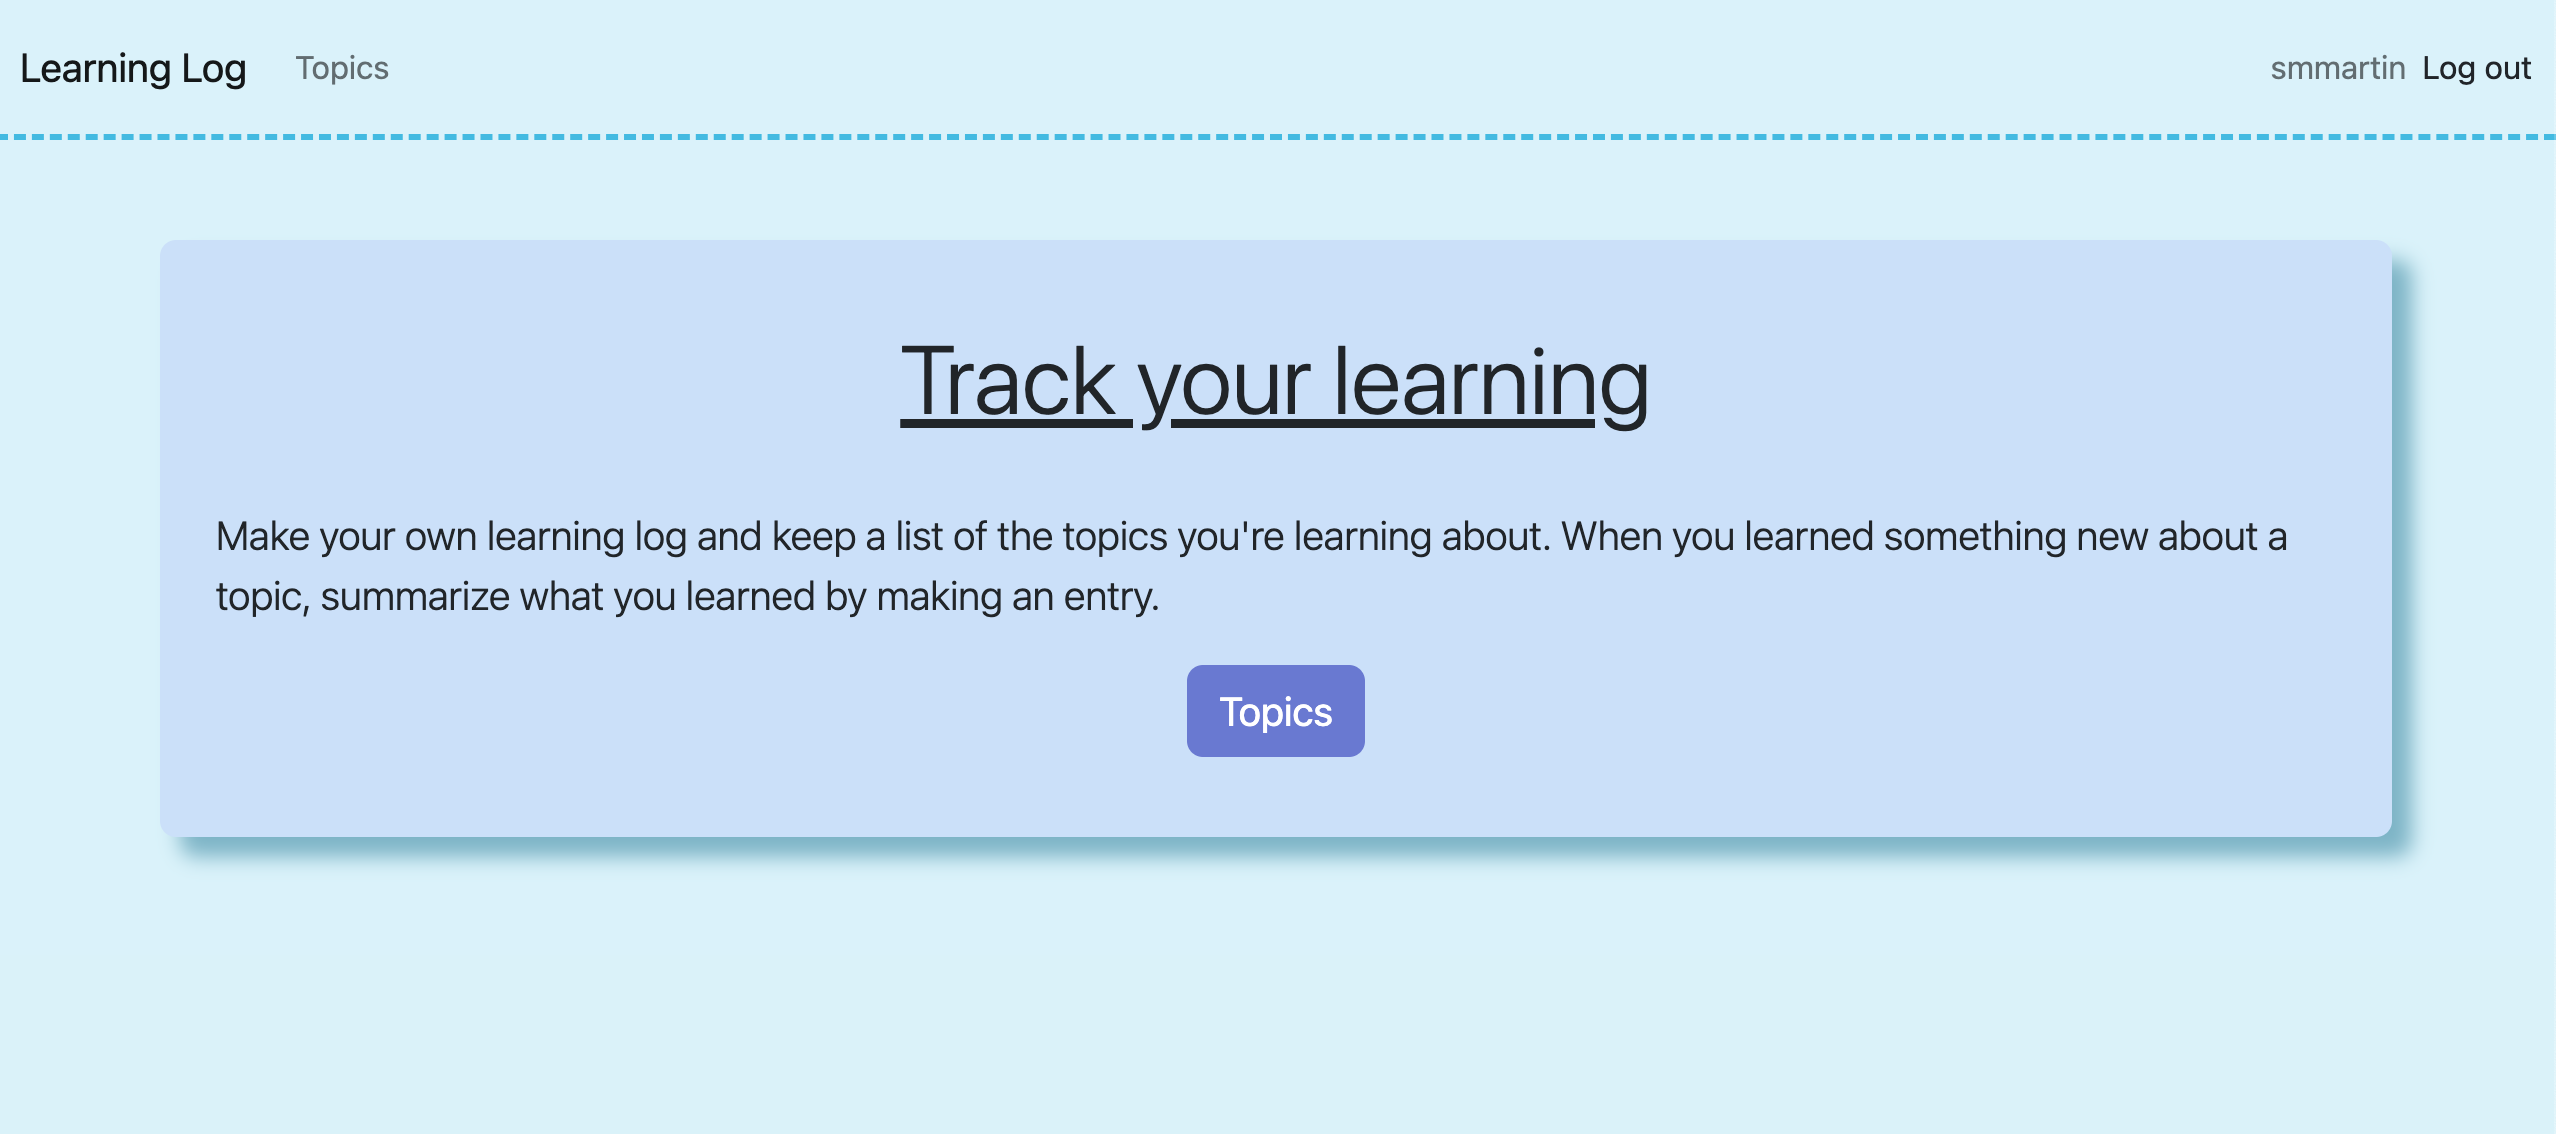 Learning Log Topics smmartin Log out
Track your learning
Make your own learning log and keep a list of the topics you're learning about. When you learned something new about a
topic, summarize what you learned by making an entry.
Topics